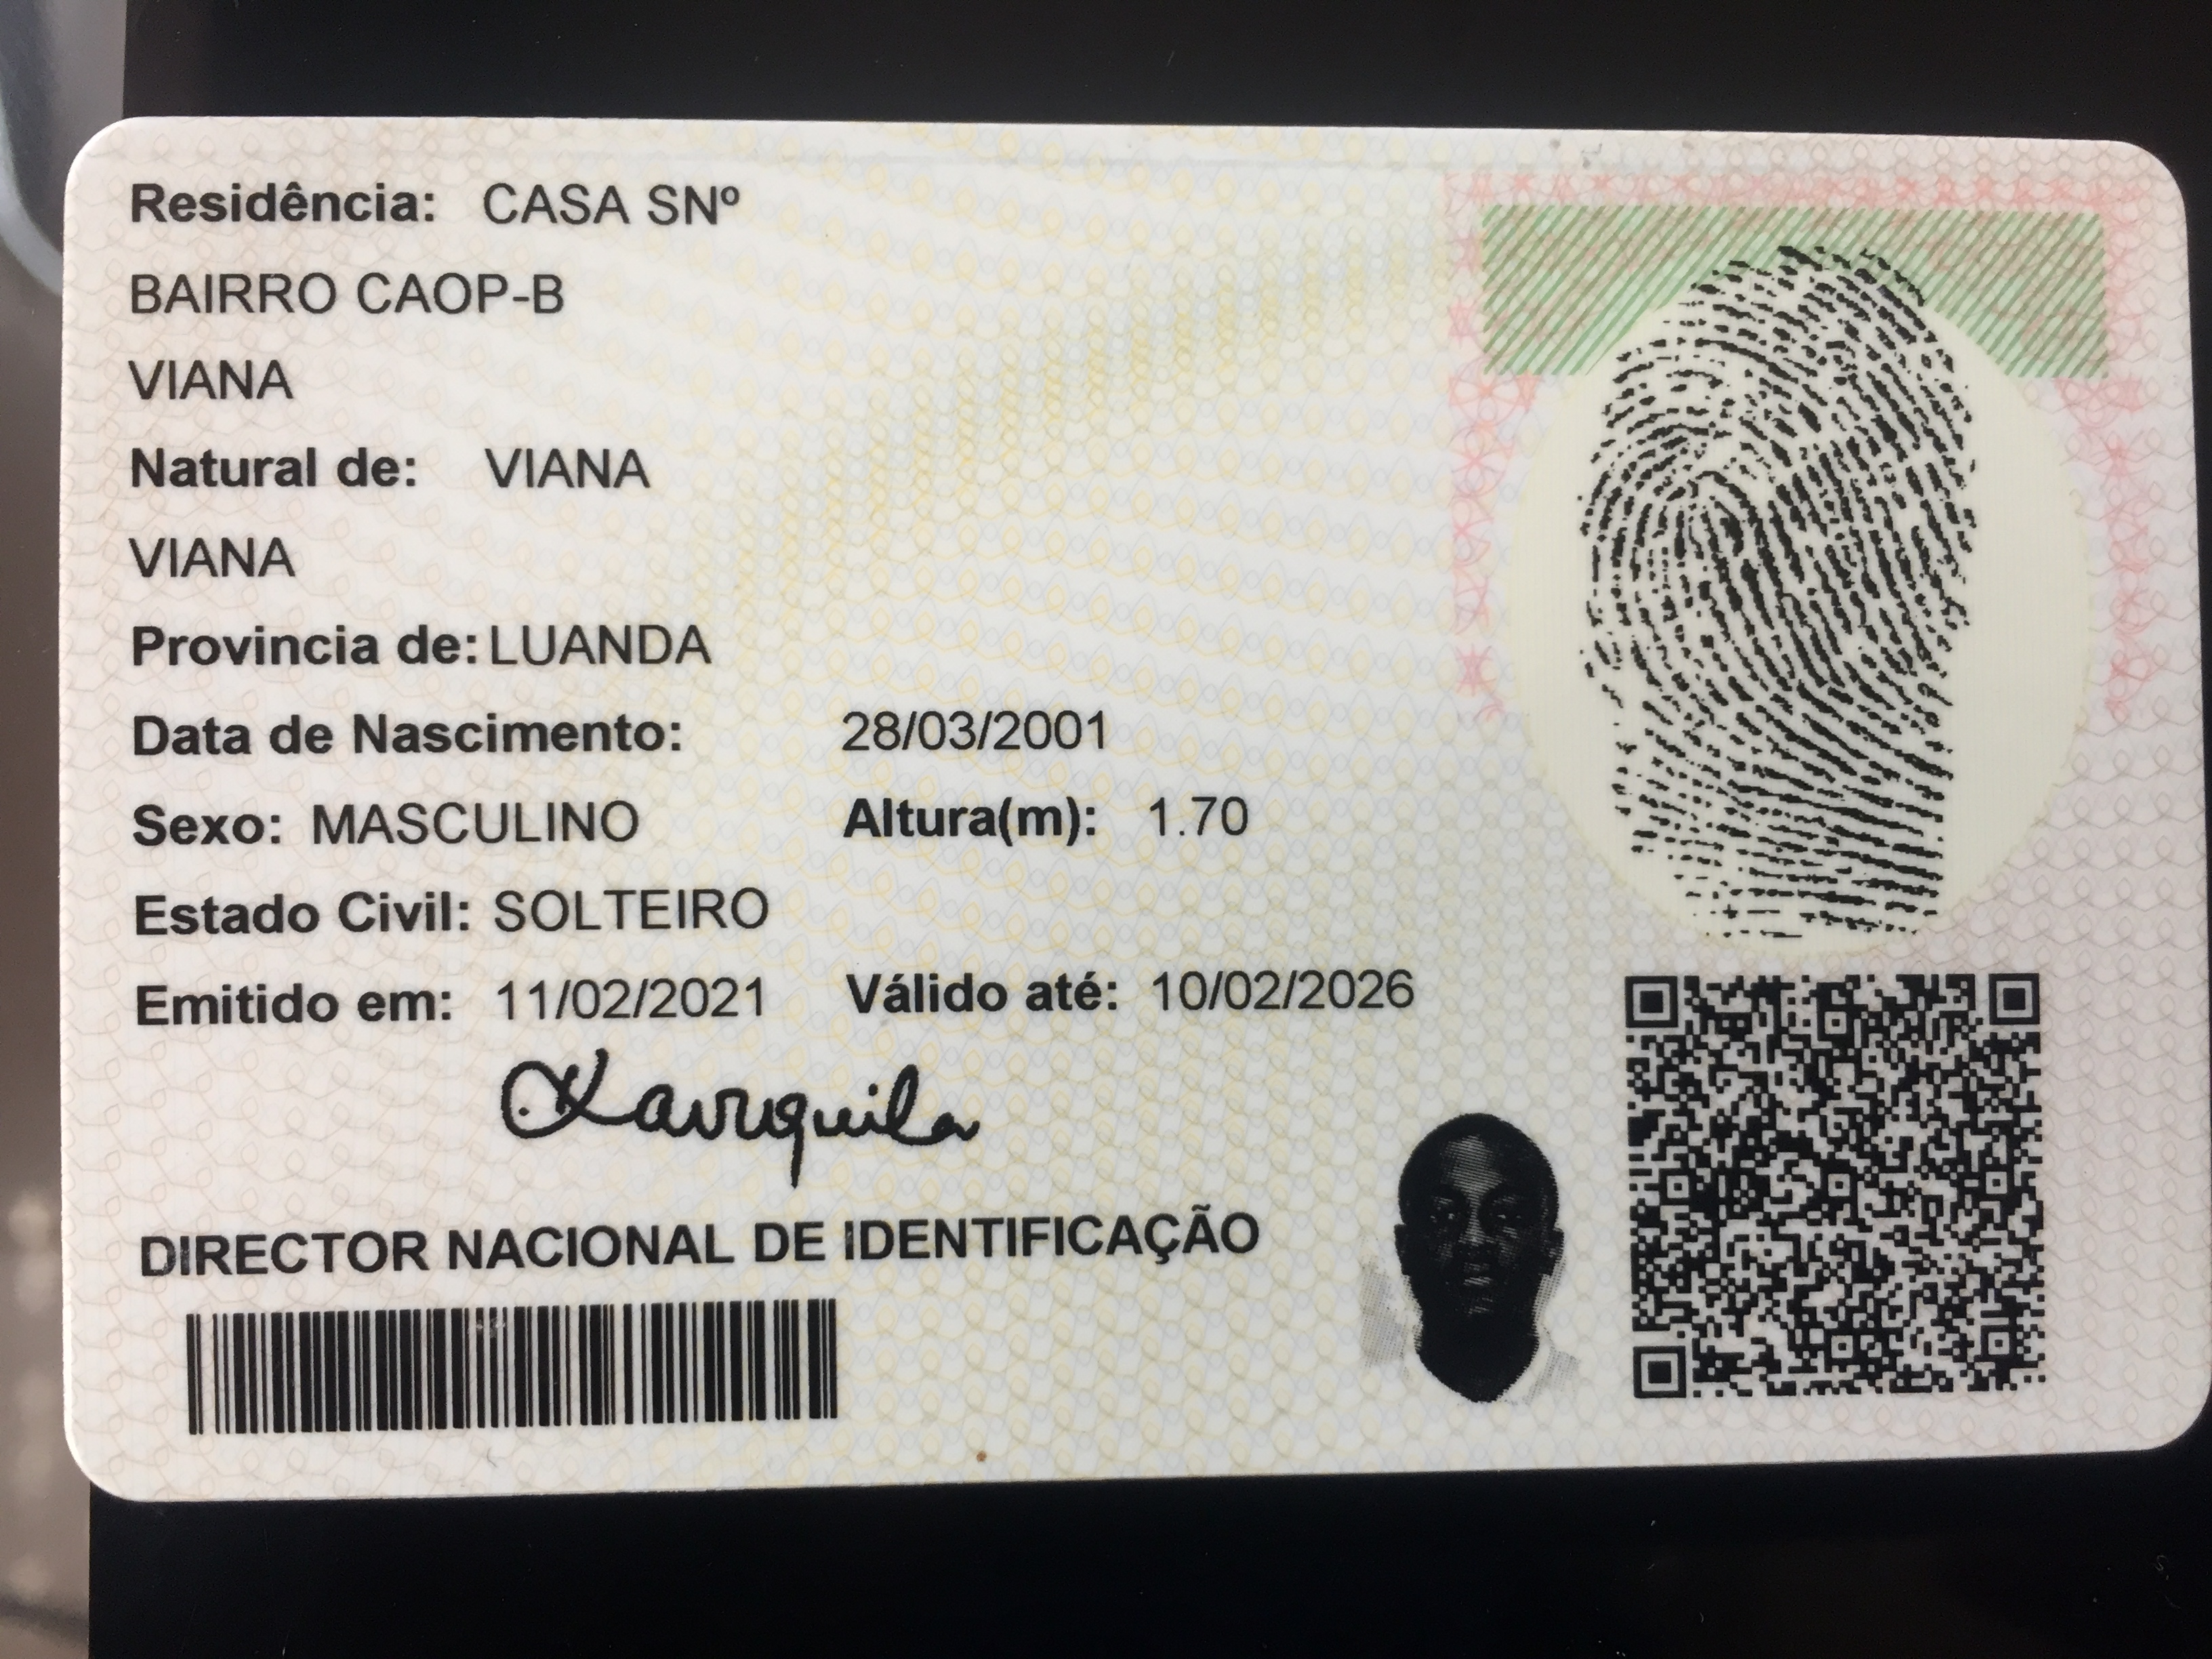 Residência: CASA SNº
BAIRRO CAOP-B
VIANA
Natural de: VIANA
VIANA
Provincia de: LUANDA
Data de Nascimento: 28/03/2001
Sexo: MASCULINO Altura(m): 1.70
Estado Civil: SOLTEIRO
Emitido em: 11/02/2021 Válido até: 10/02/2026
DIRECTOR NACIONAL DE IDENTIFICAÇÃO